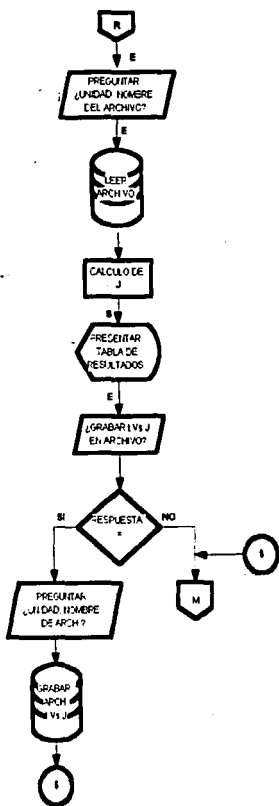 R
E
PREGUNTAR
¿UNIDAD. NOMBRE
DEL ARCHIVO?
E
LEER
ARCHIVO
CALCULO DE
J
S
PRESENTAR
TABLA DE
RESULTADOS
E
¿GRABAR t Vs J
EN ARCHIVO?
RESPUESTA
=
SI
NO
M
PREGUNTAR
¿UNIDAD. NOMBRE
DE ARCH?
GRABAR
ARCH
t Vs J